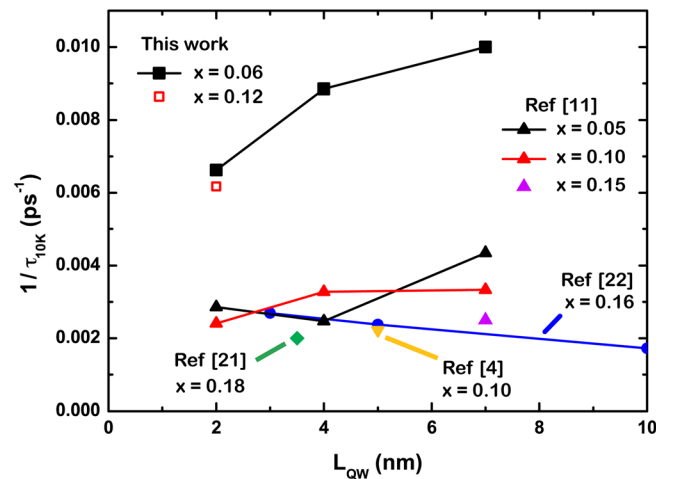 This work
x = 0.06
x = 0.12
Ref [11]
x = 0.05
x = 0.10
x = 0.15
Ref [22]
x = 0.16
Ref [21]
x = 0.18
Ref [4]
x = 0.10
0.010
0.008
0.006
0.004
0.002
0.000
1 / τ10K (ps-1)
0 2 4 6 8 10
LQW (nm)